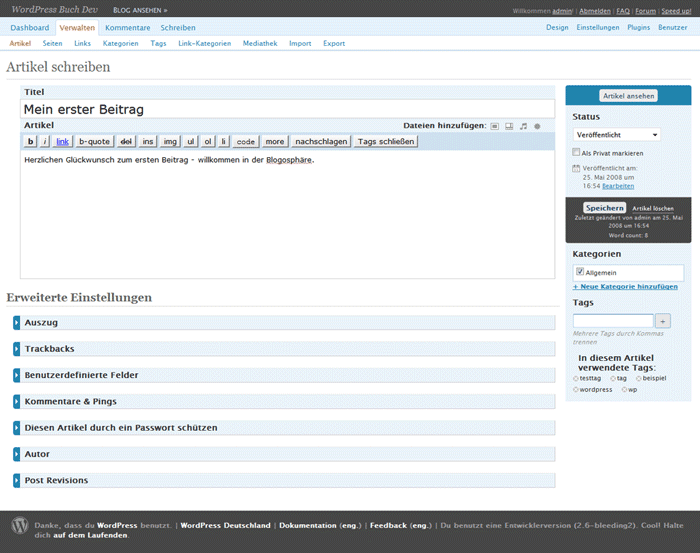 WordPress Buch Dev BLOG ANSEHEN »
Willkommen admin! | Abmelden | FAQ | Forum | Speed up!
Dashboard Verwalten Kommentare Schreiben
Design Einstellungen Plugins Benutzer
Artikel Seiten Links Kategorien Tags Link-Kategorien Mediathek Import Export
Artikel schreiben
Titel
Mein erster Beitrag
Artikel
Dateien hinzufügen:
b i link b-quote del ins img ul ol li code more nachschlagen Tags schließen
Herzlichen Glückwunsch zum ersten Beitrag - willkommen in der Blogosphäre.
Artikel ansehen
Status
Veröffentlicht
Als Privat markieren
Veröffentlicht am:
25. Mai 2008 um
16:54 Bearbeiten
Speichern Artikel löschen
Zuletzt geändert von admin am 25. Mai
2008 um 16:54
Word count: 8
Kategorien
Allgemein
+ Neue Kategorie hinzufügen
Tags
+
Mehrere Tags durch Kommas
trennen
In diesem Artikel
verwendete Tags:
testtag tag beispiel
wordpress wp
Erweiterte Einstellungen
Auszug
Trackbacks
Benutzerdefinierte Felder
Kommentare & Pings
Diesen Artikel durch ein Passwort schützen
Autor
Post Revisions
Danke, dass du WordPress benutzt. | WordPress Deutschland | Dokumentation (eng.) | Feedback (eng.) | Du benutzt eine Entwicklerversion (2.6-bleeding2). Cool! Halte
dich auf dem Laufenden.